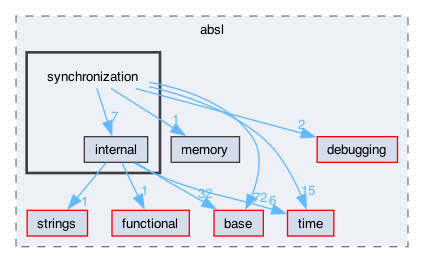 absl
synchronization
7
1
2
internal
memory
debugging
1
1
32
72
6
15
strings
functional
base
time